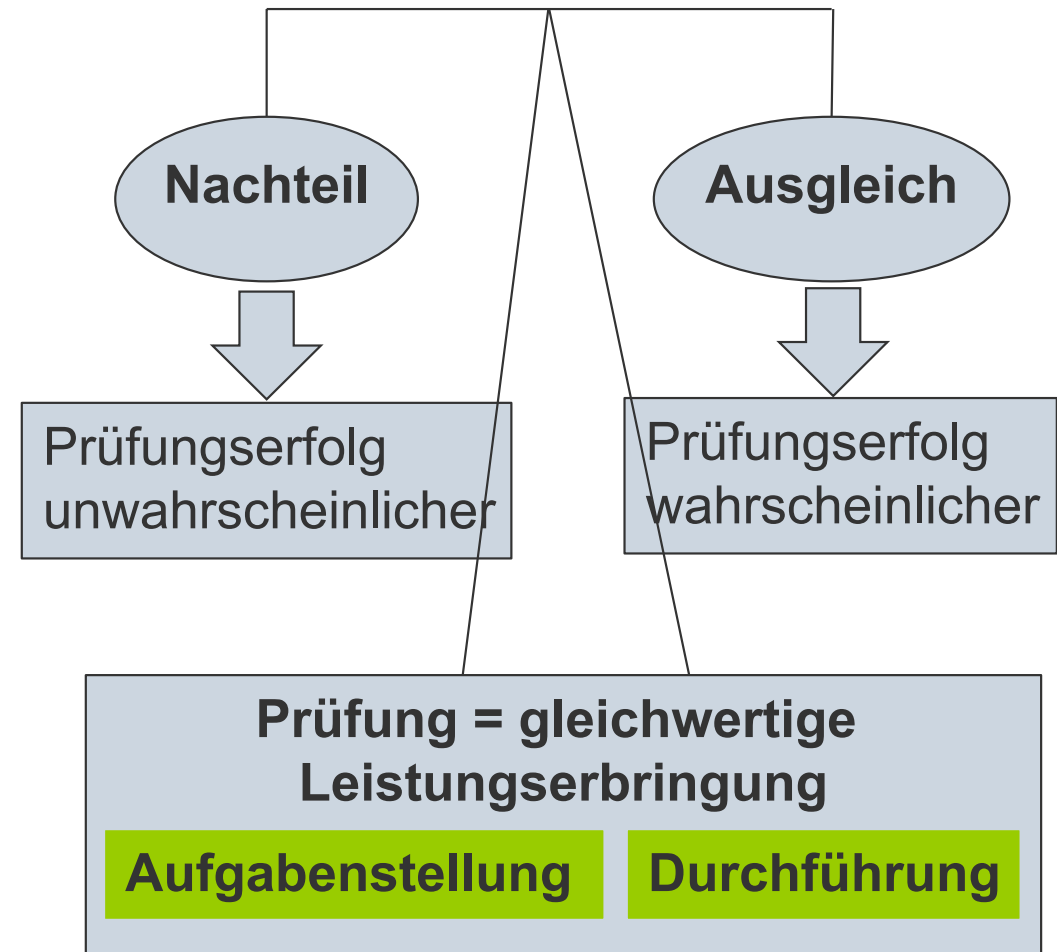 Nachteil
Ausgleich
Prüfungserfolg
unwahrscheinlicher
Prüfungserfolg
wahrscheinlicher
Prüfung = gleichwertige
Leistungserbringung
Aufgabenstellung
Durchführung